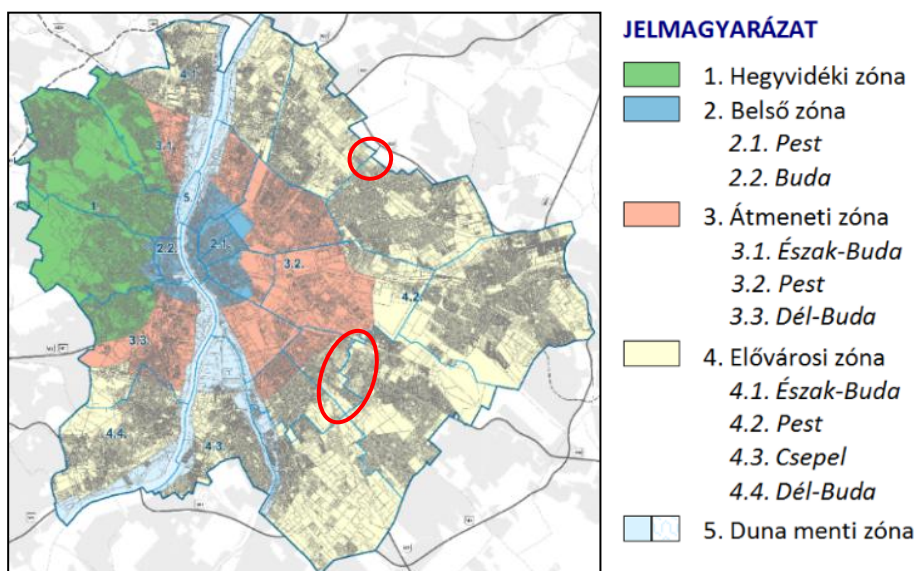 JELMAGYARÁZAT
1. Hegyvidéki zóna
2. Belső zóna
2.1. Pest
2.2. Buda
3. Átmeneti zóna
3.1. Észak-Buda
3.2. Pest
3.3. Dél-Buda
4. Elővárosi zóna
4.1. Észak-Buda
4.2. Pest
4.3. Csepel
4.4. Dél-Buda
5. Duna menti zóna
4.1.
3.1.
5.
1.
2.2.
2.1.
3.2.
4.2.
3.3.
4.4.
4.3.